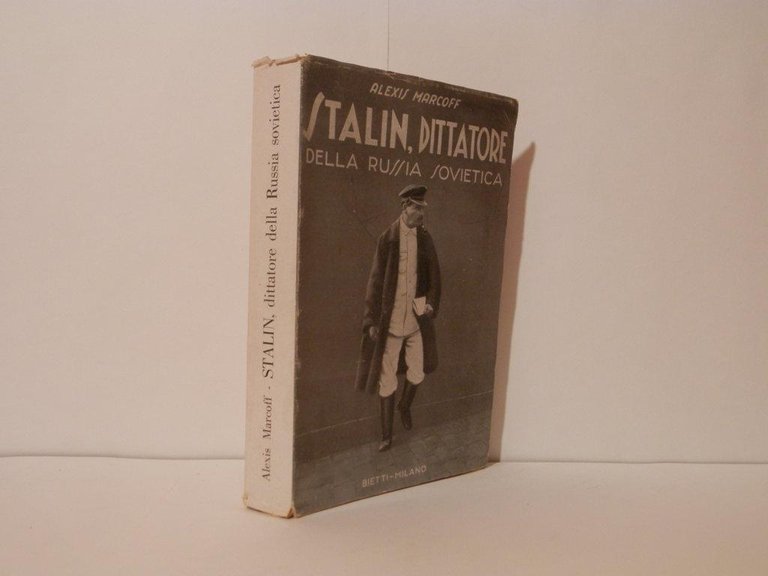 Alexis Marcoff - STALIN, dittatore della Russia sovietica
ALEXIS MARCOFF
STALIN, DITTATORE
DELLA RUSSIA SOVIETICA
BIETTI-MILANO